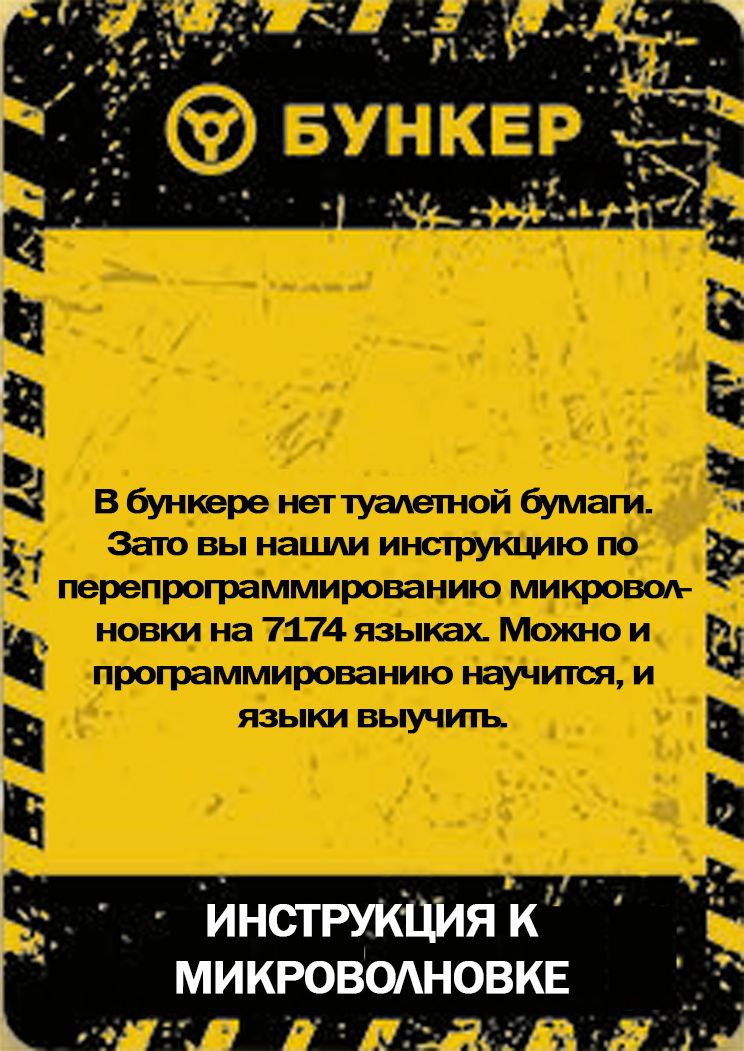 БУНКЕР
В бункере нет туалетной бумаги.
Зато вы нашли инструкцию по
перепрограммированию микровол-
новки на 7174 языках. Можно и
программированию научится, и
языки выучить.
ИНСТРУКЦИЯ К
МИКРОВОЛНОВКЕ